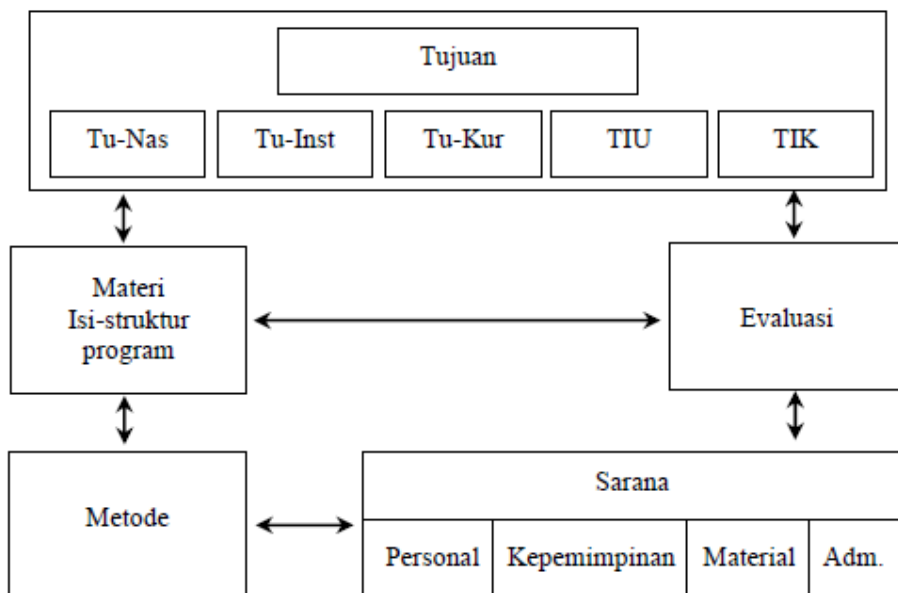 Tujuan
Tu-Nas
Tu-Inst
Tu-Kur
TIU
TIK
Materi
Isi-struktur
program
Evaluasi
Metode
Sarana
Personal
Kepemimpinan
Material
Adm.